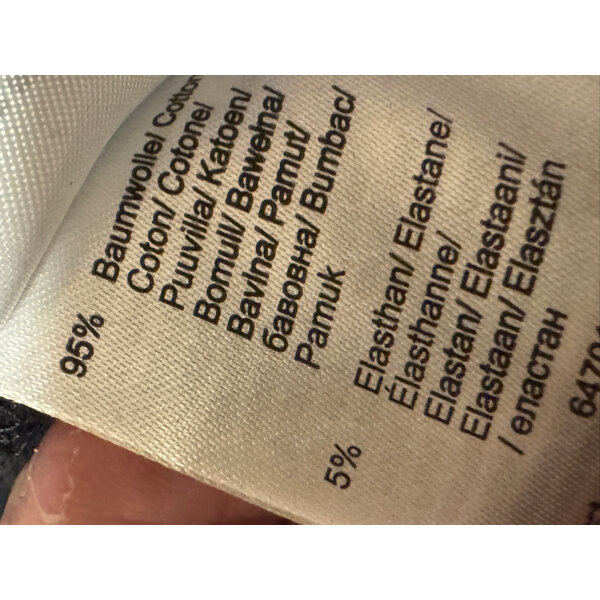 95% Baumwolle/ Cotton
Coton/ Cotone/
Puuvilla/ Katoen/
Bomull/ Bawełna/
Bavlna/ Pamut/
бавовна/ Bumbac/
Pamuk
5% Elasthan/ Elastane/
Élasthanne/
Elastan/ Elastaani/
Elastaan/ Elasztán
/ еластан